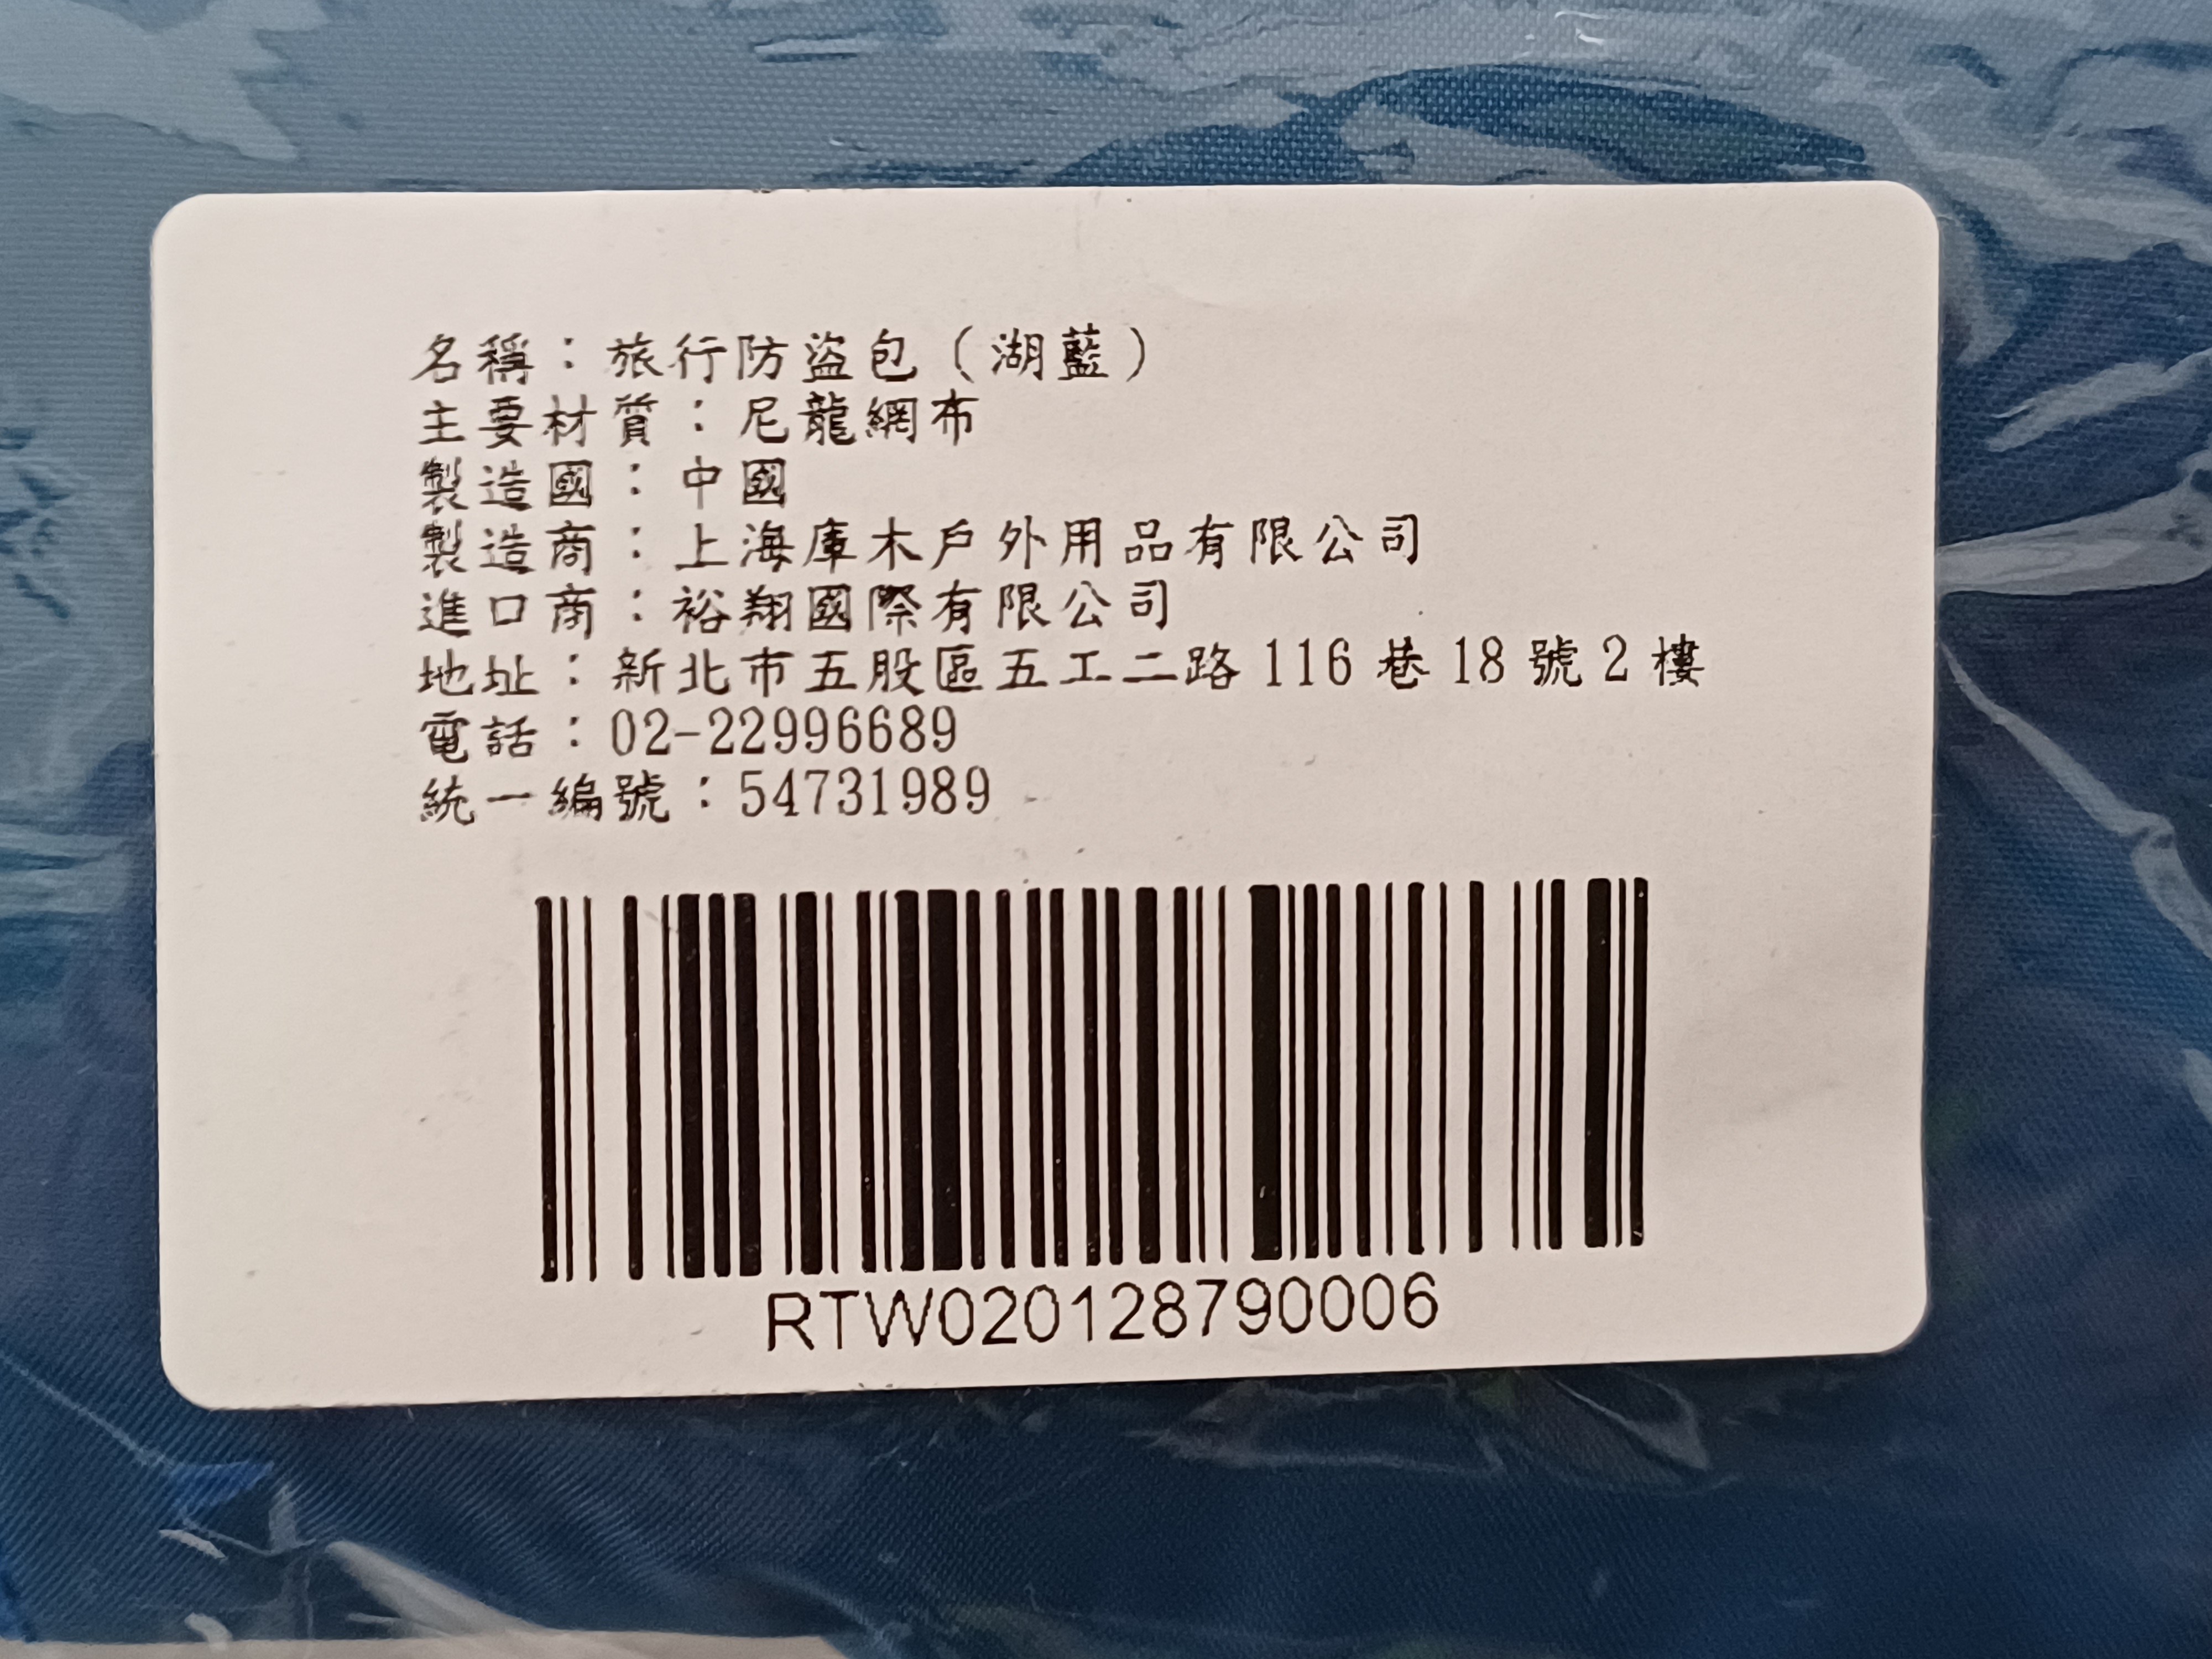 名稱：旅行防盜包（湖藍）
主要材質：尼龍網布
製造國：中國
製造商：上海庫木戶外用品有限公司
進口商：裕翔國際有限公司
地址：新北市五股區五工二路116巷18號2樓
電話：02-22996689
統一編號：54731989
RTW020128790006